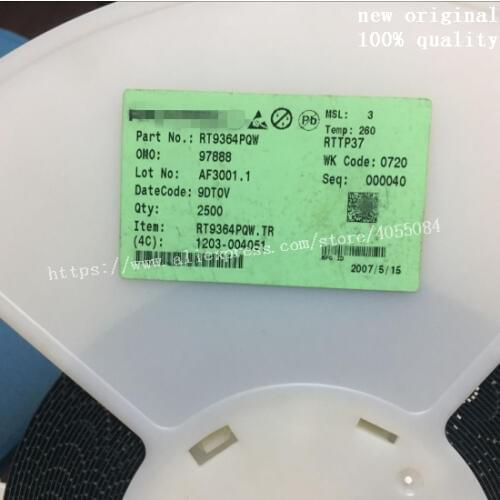 new original
100% quality
MSL: 3
Temp: 260
Part No.: RT9364PQW
RTTP37
OMO: 97888
WK Code: 0720
Lot No: AF3001.1
Seq: 000040
DateCode: 9DTOV
Qty: 2500
Item: RT9364PQW.TR
(4C): 1203-004051
https://www.aliexpress.com/store/4055084
2007/5/15
Pb